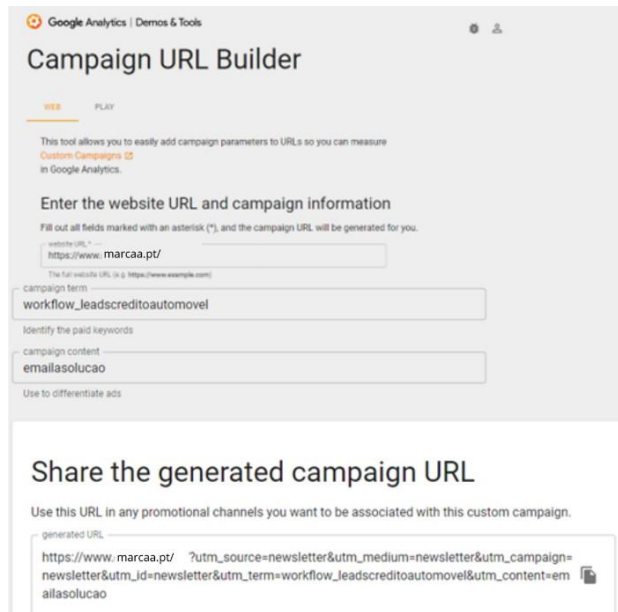 Google Analytics | Demos & Tools
Campaign URL Builder
WEB PLAY
This tool allows you to easily add campaign parameters to URLs so you can measure
Custom Campaigns
in Google Analytics.
Enter the website URL and campaign information
Fill out all fields marked with an asterisk (*), and the campaign URL will be generated for you.
website URL *
https://www. marcaa.pt/
The full website URL (e.g. https://www.example.com)
campaign term
workflow_leadscreditoautomovel
Identify the paid keywords
campaign content
emailasolucao
Use to differentiate ads
Share the generated campaign URL
Use this URL in any promotional channels you want to be associated with this custom campaign.
generated URL
https://www. marcaa.pt/ ?utm_source=newsletter&utm_medium=newsletter&utm_campaign=
newsletter&utm_id=newsletter&utm_term=workflow_leadscreditoautomovel&utm_content=em
ailasolucao